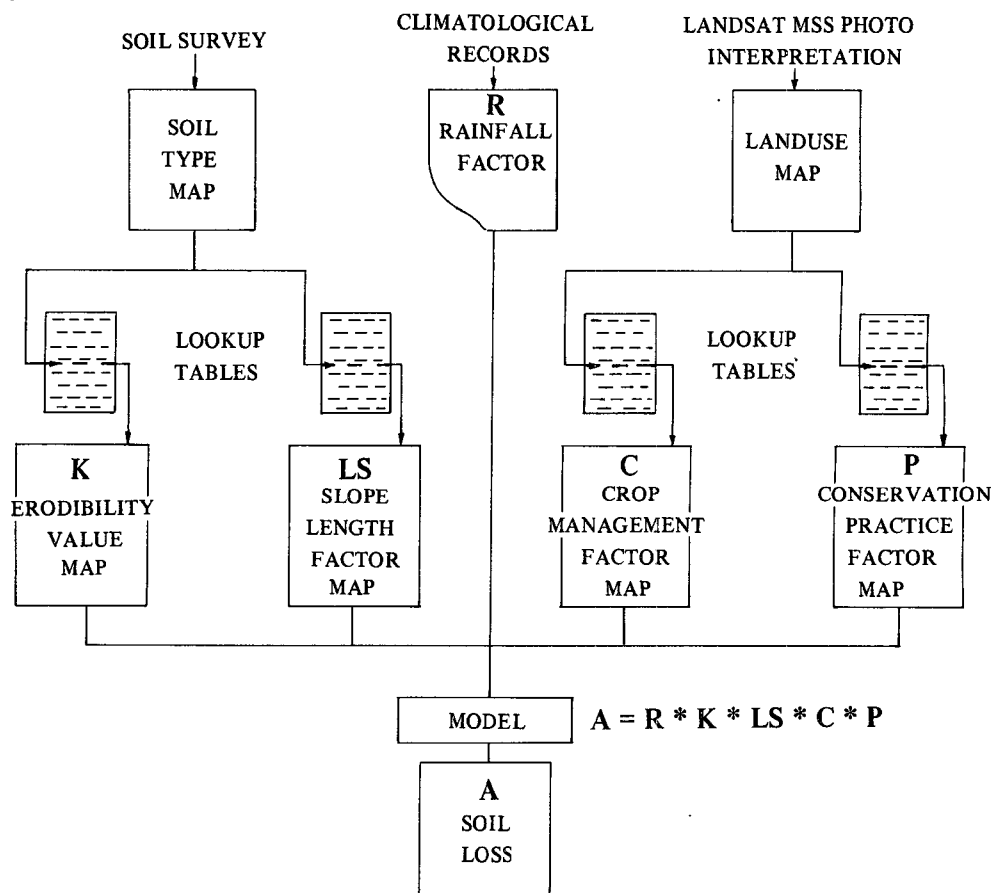 SOIL SURVEY
CLIMATOLOGICAL
RECORDS
LANDSAT MSS PHOTO
INTERPRETATION
SOIL
TYPE
MAP
R
RAINFALL
FACTOR
LANDUSE
MAP
LOOKUP
TABLES
LOOKUP
TABLES
K
ERODIBILITY
VALUE
MAP
LS
SLOPE
LENGTH
FACTOR
MAP
C
CROP
MANAGEMENT
FACTOR
MAP
P
CONSERVATION
PRACTICE
FACTOR
MAP
MODEL
A = R * K * LS * C * P
A
SOIL
LOSS